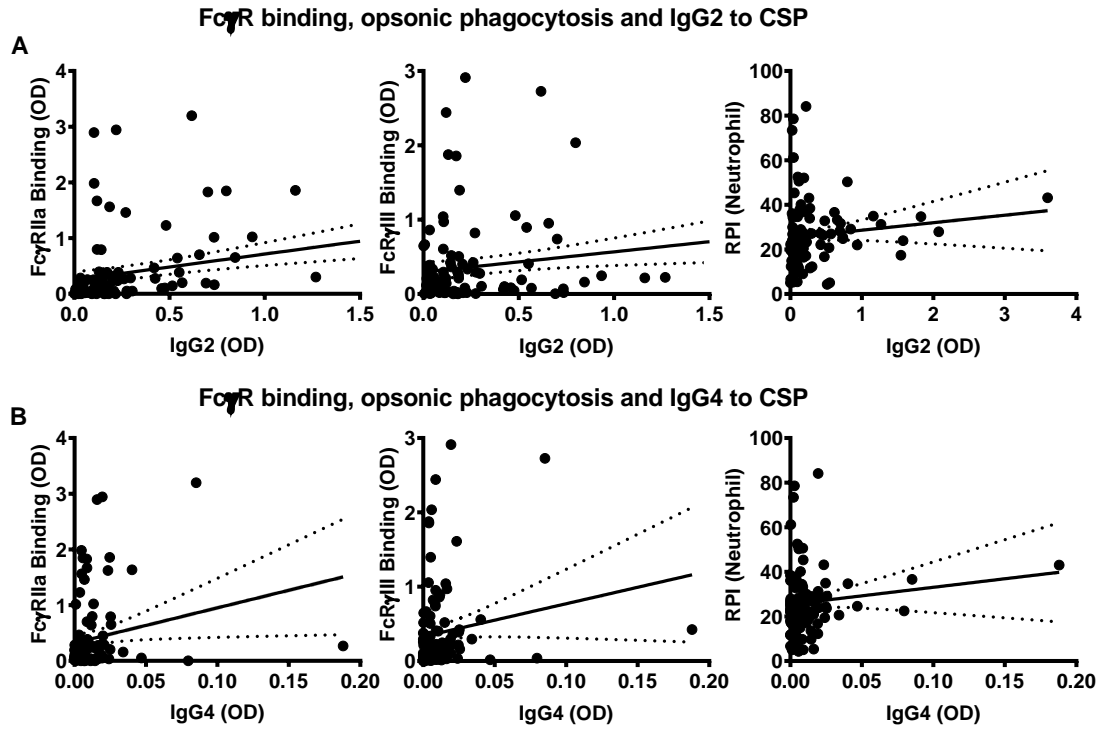 FcγR binding, opsonic phagocytosis and IgG2 to CSP
A
FcγRIIa Binding (OD)
4
3
2
1
0
0.0 0.5 1.0 1.5
IgG2 (OD)
FcRγIII Binding (OD)
3
2
1
0
0.0 0.5 1.0 1.5
IgG2 (OD)
RPI (Neutrophil)
100
80
60
40
20
0
0 1 2 3 4
IgG2 (OD)
FcγR binding, opsonic phagocytosis and IgG4 to CSP
B
FcγRIIa Binding (OD)
4
3
2
1
0
0.00 0.05 0.10 0.15 0.20
IgG4 (OD)
FcRγIII Binding (OD)
3
2
1
0
0.00 0.05 0.10 0.15 0.20
IgG4 (OD)
RPI (Neutrophil)
100
80
60
40
20
0
0.00 0.05 0.10 0.15 0.20
IgG4 (OD)